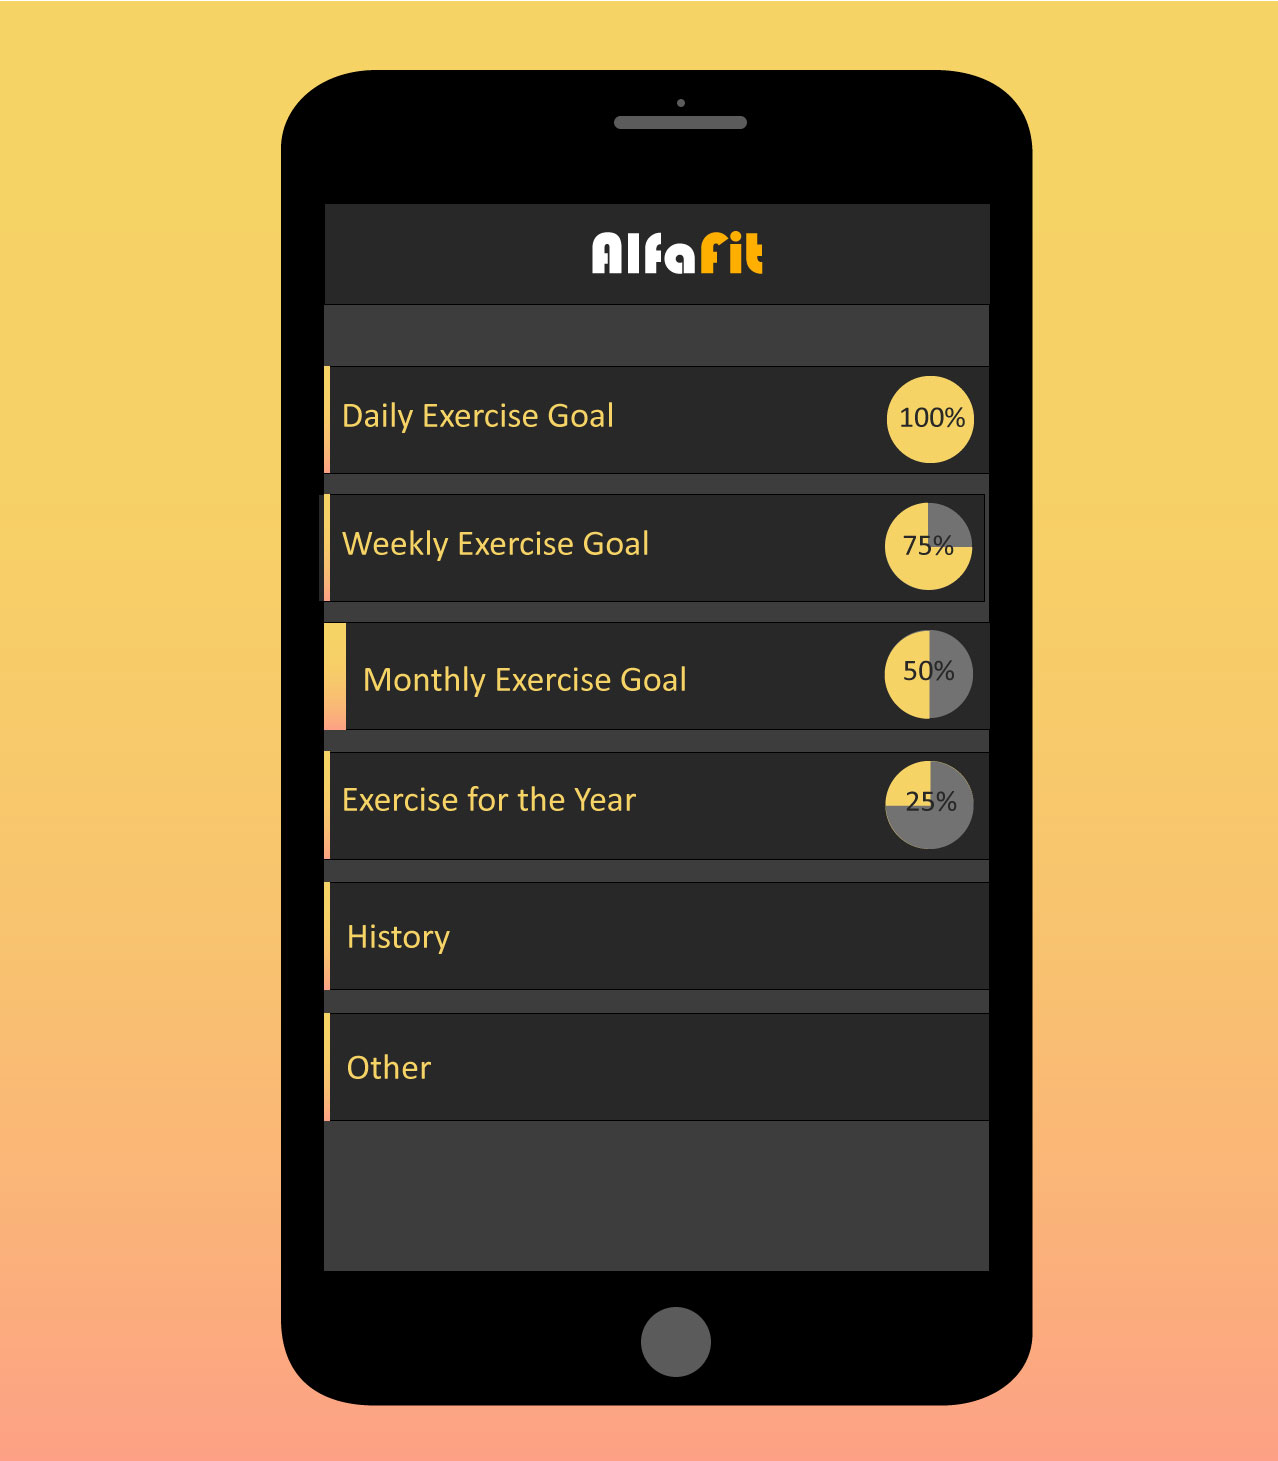 AlfaFit
Daily Exercise Goal 100%
Weekly Exercise Goal 75%
Monthly Exercise Goal 50%
Exercise for the Year 25%
History
Other